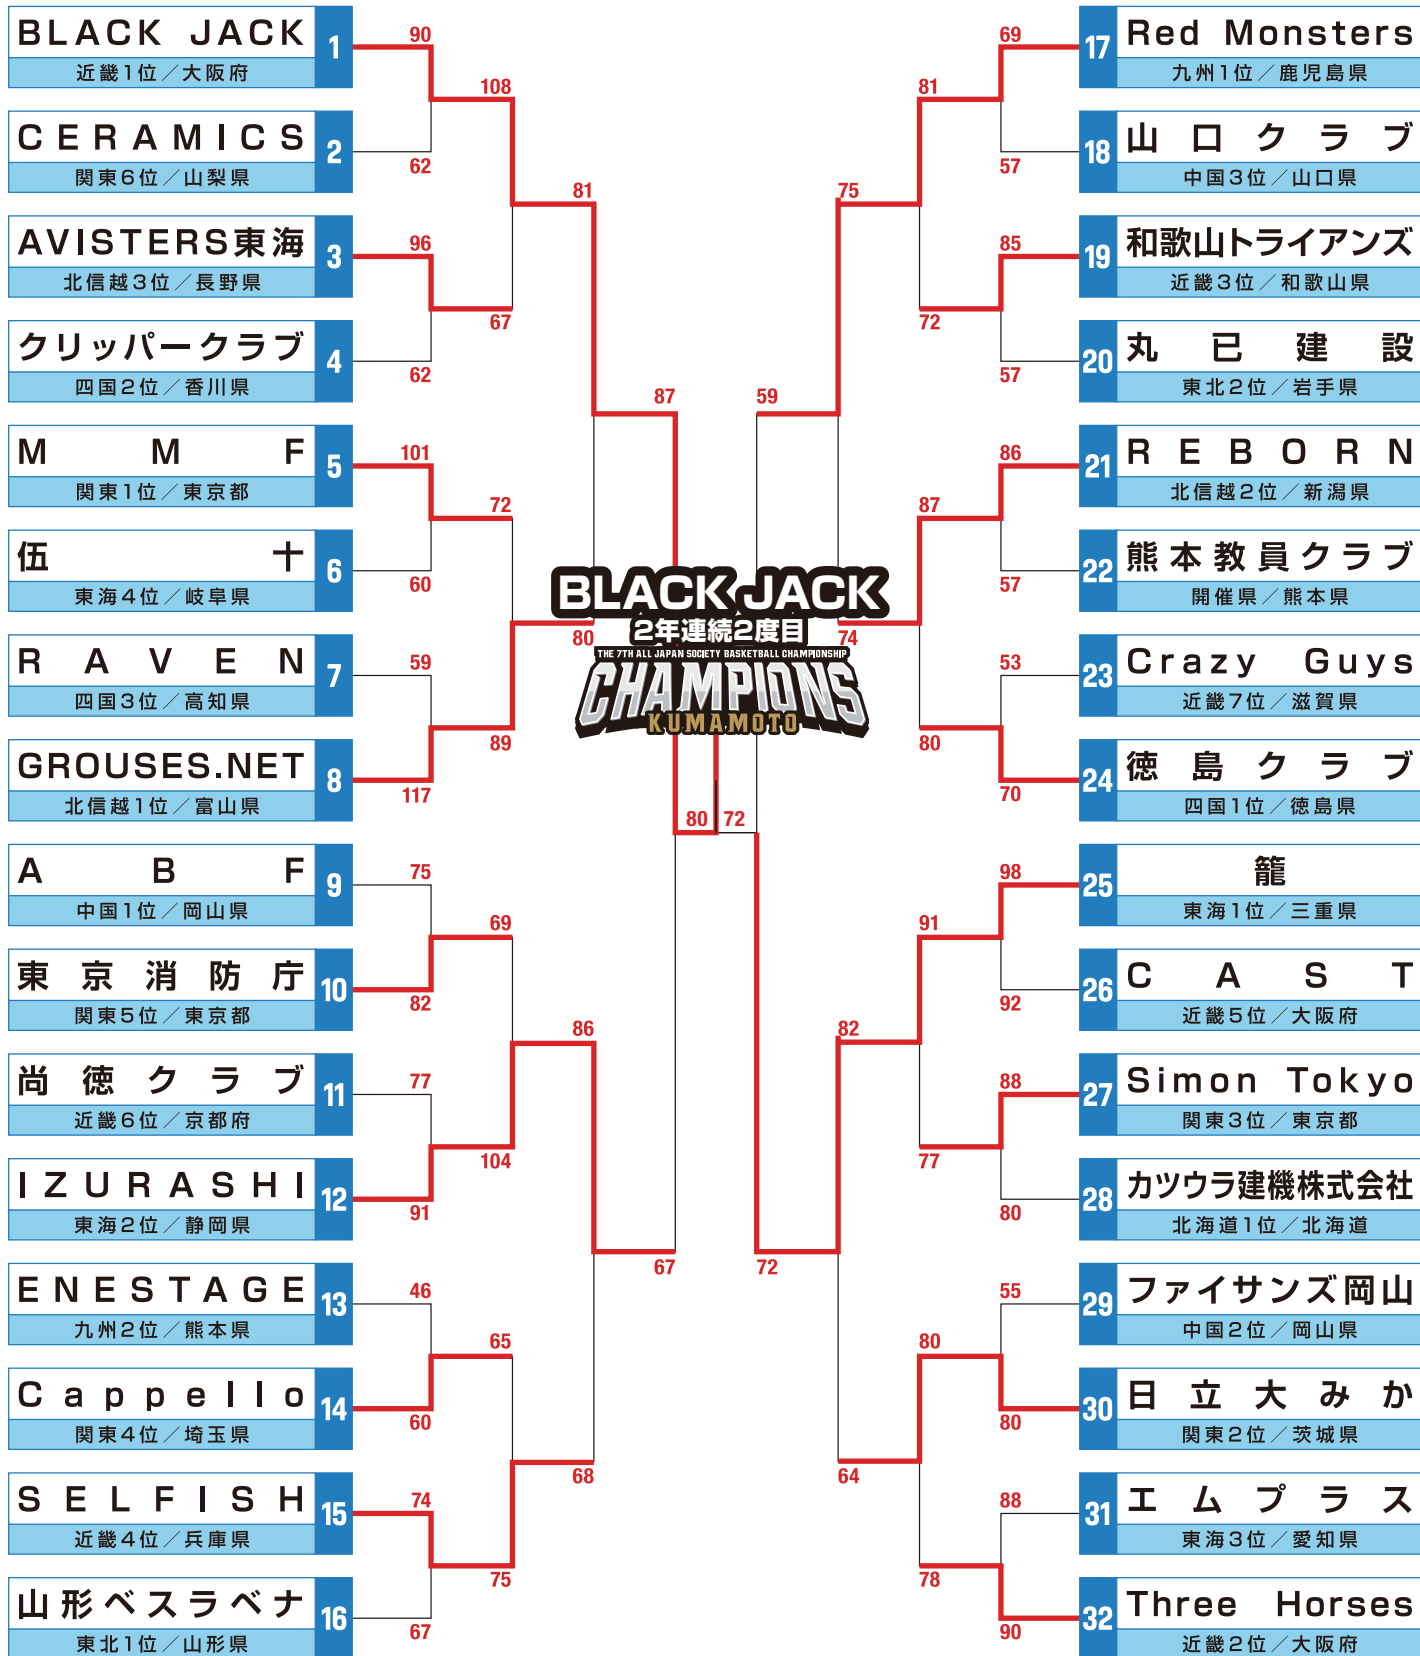 BLACK JACK
近畿1位／大阪府
1
CERAMICS
関東6位／山梨県
2
AVISTERS東海
北信越3位／長野県
3
クリッパークラブ
四国2位／香川県
4
MMF
関東1位／東京都
5
伍十
東海4位／岐阜県
6
RAVEN
四国3位／高知県
7
GROUSES.NET
北信越1位／富山県
8
ABF
中国1位／岡山県
9
東京消防庁
関東5位／東京都
10
尚徳クラブ
近畿6位／京都府
11
IZURASHI
東海2位／静岡県
12
ENESTAGE
九州2位／熊本県
13
Cappello
関東4位／埼玉県
14
SELFISH
近畿4位／兵庫県
15
山形ベスラベナ
東北1位／山形県
16
90
62
96
62
101
60
59
117
75
82
77
91
46
60
74
67
108
67
72
89
69
104
65
75
81
80
86
68
87
67
80 72
BLACK JACK
2年連続2度目
THE 7TH ALL JAPAN SOCIETY BASKETBALL CHAMPIONSHIP
CHAMPIONS
KUMAMOTO
59
72
75
74
82
64
81
72
87
80
91
77
80
78
69
57
85
57
86
57
53
70
98
92
88
80
55
80
88
90
17
Red Monsters
九州1位／鹿児島県
18
山口クラブ
中国3位／山口県
19
和歌山トライアンズ
近畿3位／和歌山県
20
丸已建設
東北2位／岩手県
21
REBORN
北信越2位／新潟県
22
熊本教員クラブ
開催県／熊本県
23
Crazy Guys
近畿7位／滋賀県
24
徳島クラブ
四国1位／徳島県
25
籠
東海1位／三重県
26
CAST
近畿5位／大阪府
27
Simon Tokyo
関東3位／東京都
28
カツウラ建機株式会社
北海道1位／北海道
29
ファイサンズ岡山
中国2位／岡山県
30
日立大みか
関東2位／茨城県
31
エムプラス
東海3位／愛知県
32
Three Horses
近畿2位／大阪府